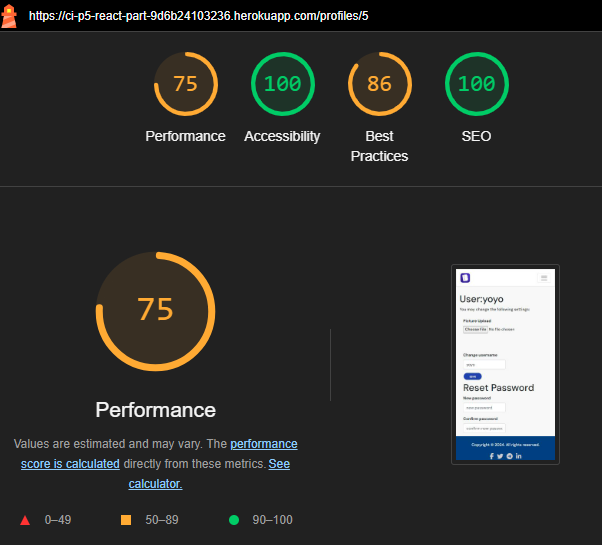 https://ci-p5-react-part-9d6b24103236.herokuapp.com/profiles/5
75
100
86
100
Performance
Accessibility
Best
Practices
SEO
75
Performance
Values are estimated and may vary. The performance
score is calculated directly from these metrics. See
calculator.
0–49
50–89
90–100
User:yoyo
You may change the following settings:
Picture Upload
Choose file No file chosen
Change username
yoyo
Reset Password
New password
new password
Confirm password
confirm new passwo
Copyright © 2024. All rights reserved.